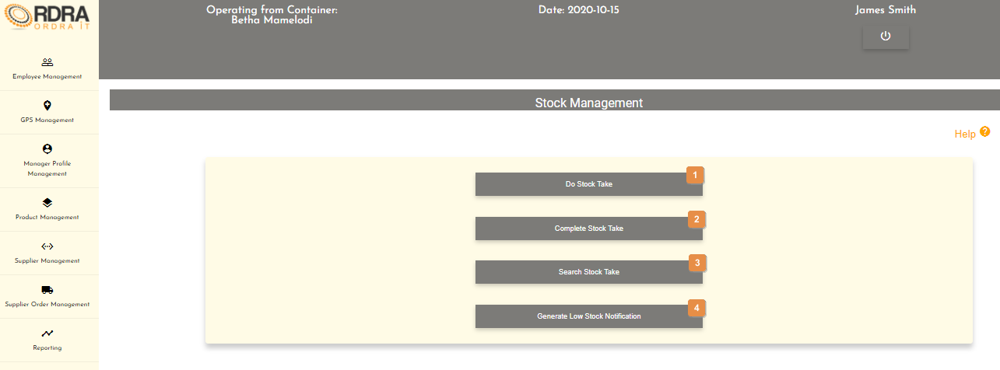 RDRA
ORDRA IT
Operating from Container:
Betha Mamelodi
Date: 2020-10-15
James Smith
Employee Management
GPS Management
Manager Profile
Management
Product Management
Supplier Management
Supplier Order Management
Reporting
Stock Management
Help ?
Do Stock Take 1
Complete Stock Take 2
Search Stock Take 3
Generate Low Stock Notification 4